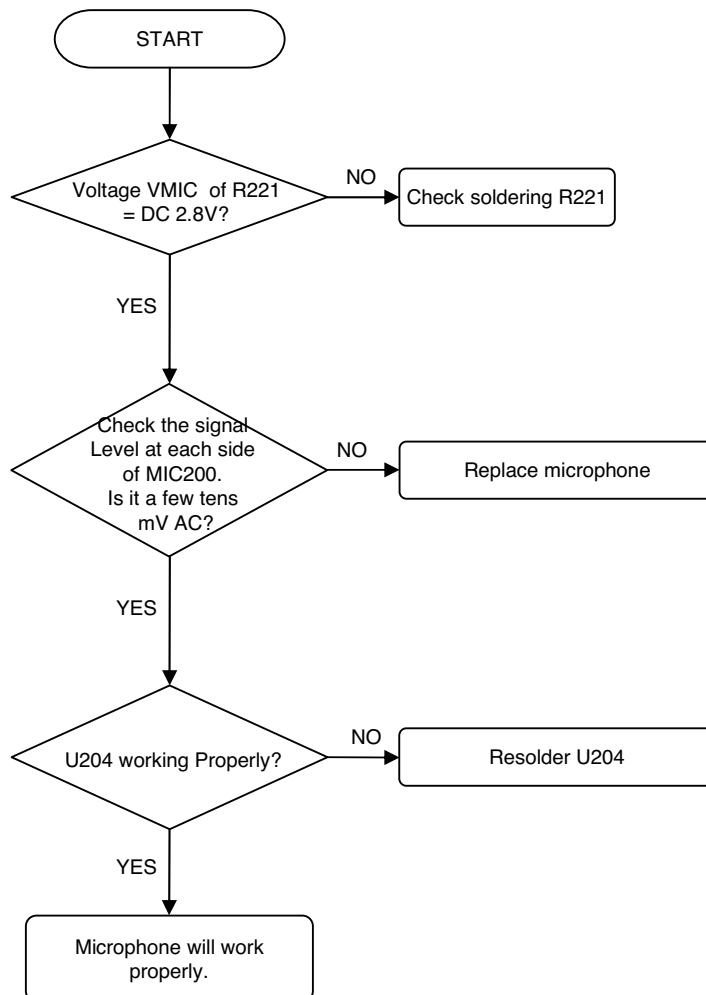 START
Voltage VMIC of R221
= DC 2.8V?
NO
Check soldering R221
YES
Check the signal
Level at each side
of MIC200.
Is it a few tens
mV AC?
NO
Replace microphone
YES
U204 working Properly?
NO
Resolder U204
YES
Microphone will work
properly.